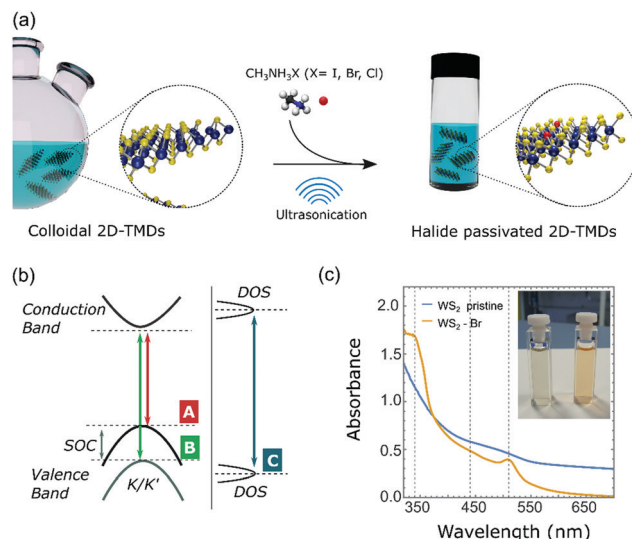 (a)
CH3NH3X (X= I, Br, Cl)
Ultrasonication
Colloidal 2D-TMDs
Halide passivated 2D-TMDs
(b)
Conduction
Band
SOC
A
B
Valence
Band
K/K'
DOS
C
DOS
(c)
WS2 pristine
WS2 - Br
Absorbance
2.0
1.5
1.0
0.5
0.0
350
450
550
650
Wavelength (nm)